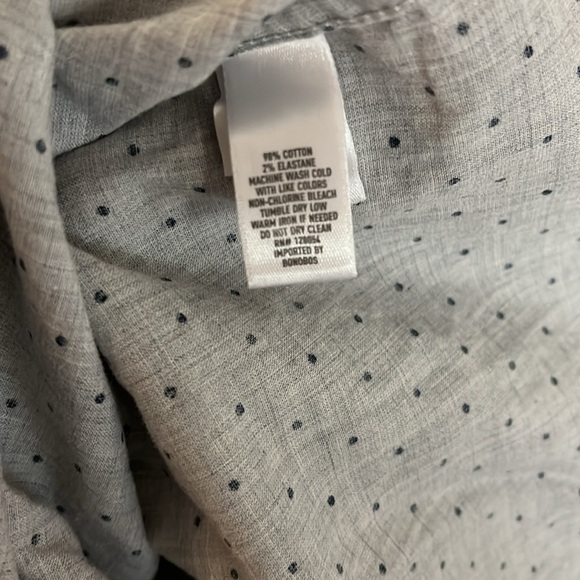 98% COTTON
2% ELASTANE
MACHINE WASH COLD
WITH LIKE COLORS
NON-CHLORINE BLEACH
TUMBLE DRY LOW
WARM IRON IF NEEDED
DO NOT DRY CLEAN
RN# 128054
IMPORTED BY
BONOBOS